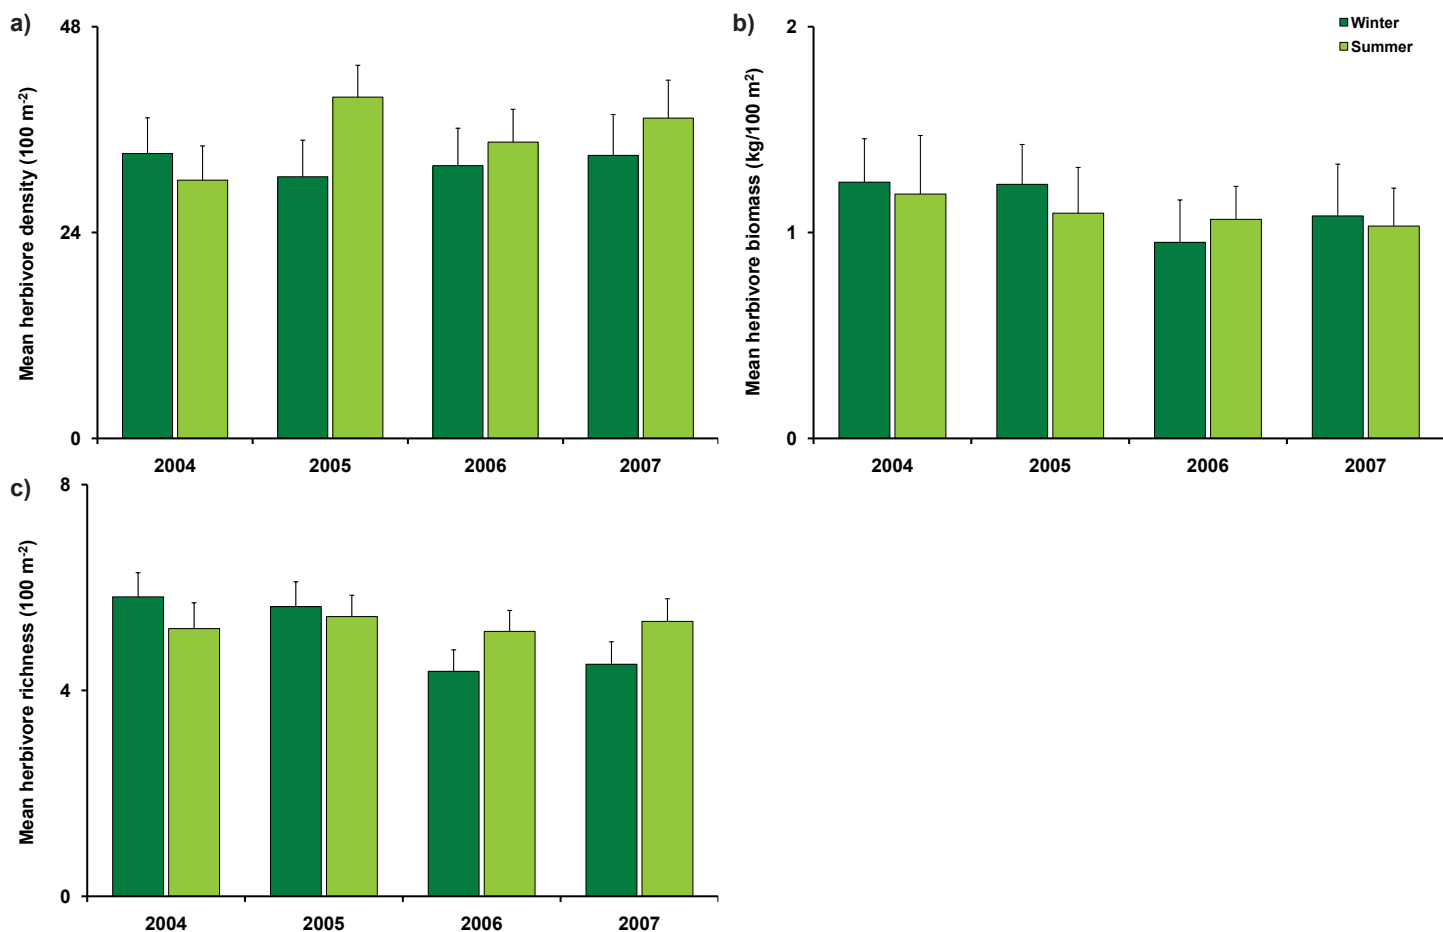 a)
Mean herbivore density (100 m⁻²)
48
24
0
2004 2005 2006 2007
b)
Winter
Summer
Mean herbivore biomass (kg/100 m²)
2
1
0
2004 2005 2006 2007
c)
Mean herbivore richness (100 m⁻²)
8
4
0
2004 2005 2006 2007